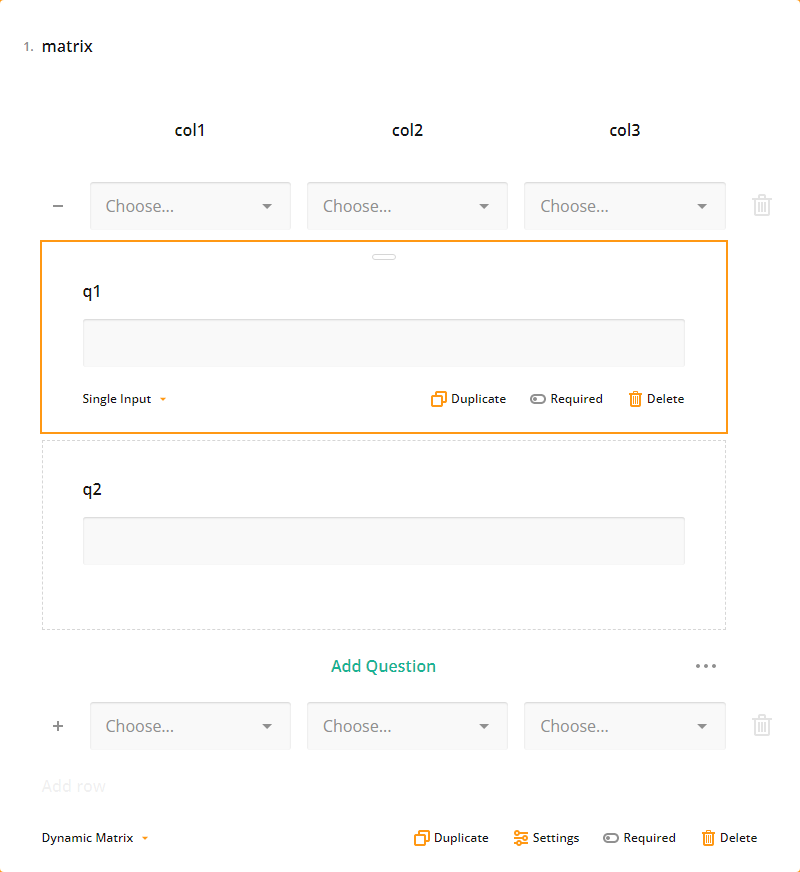 1. matrix
col1 col2 col3
Choose... Choose... Choose...
q1
Single Input Duplicate Required Delete
q2
Add Question
Choose... Choose... Choose...
Add row
Dynamic Matrix Duplicate Settings Required Delete